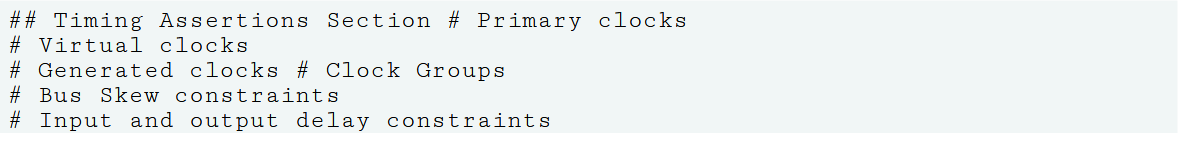 ## Timing Assertions Section # Primary clocks
# Virtual clocks
# Generated clocks # Clock Groups
# Bus Skew constraints
# Input and output delay constraints